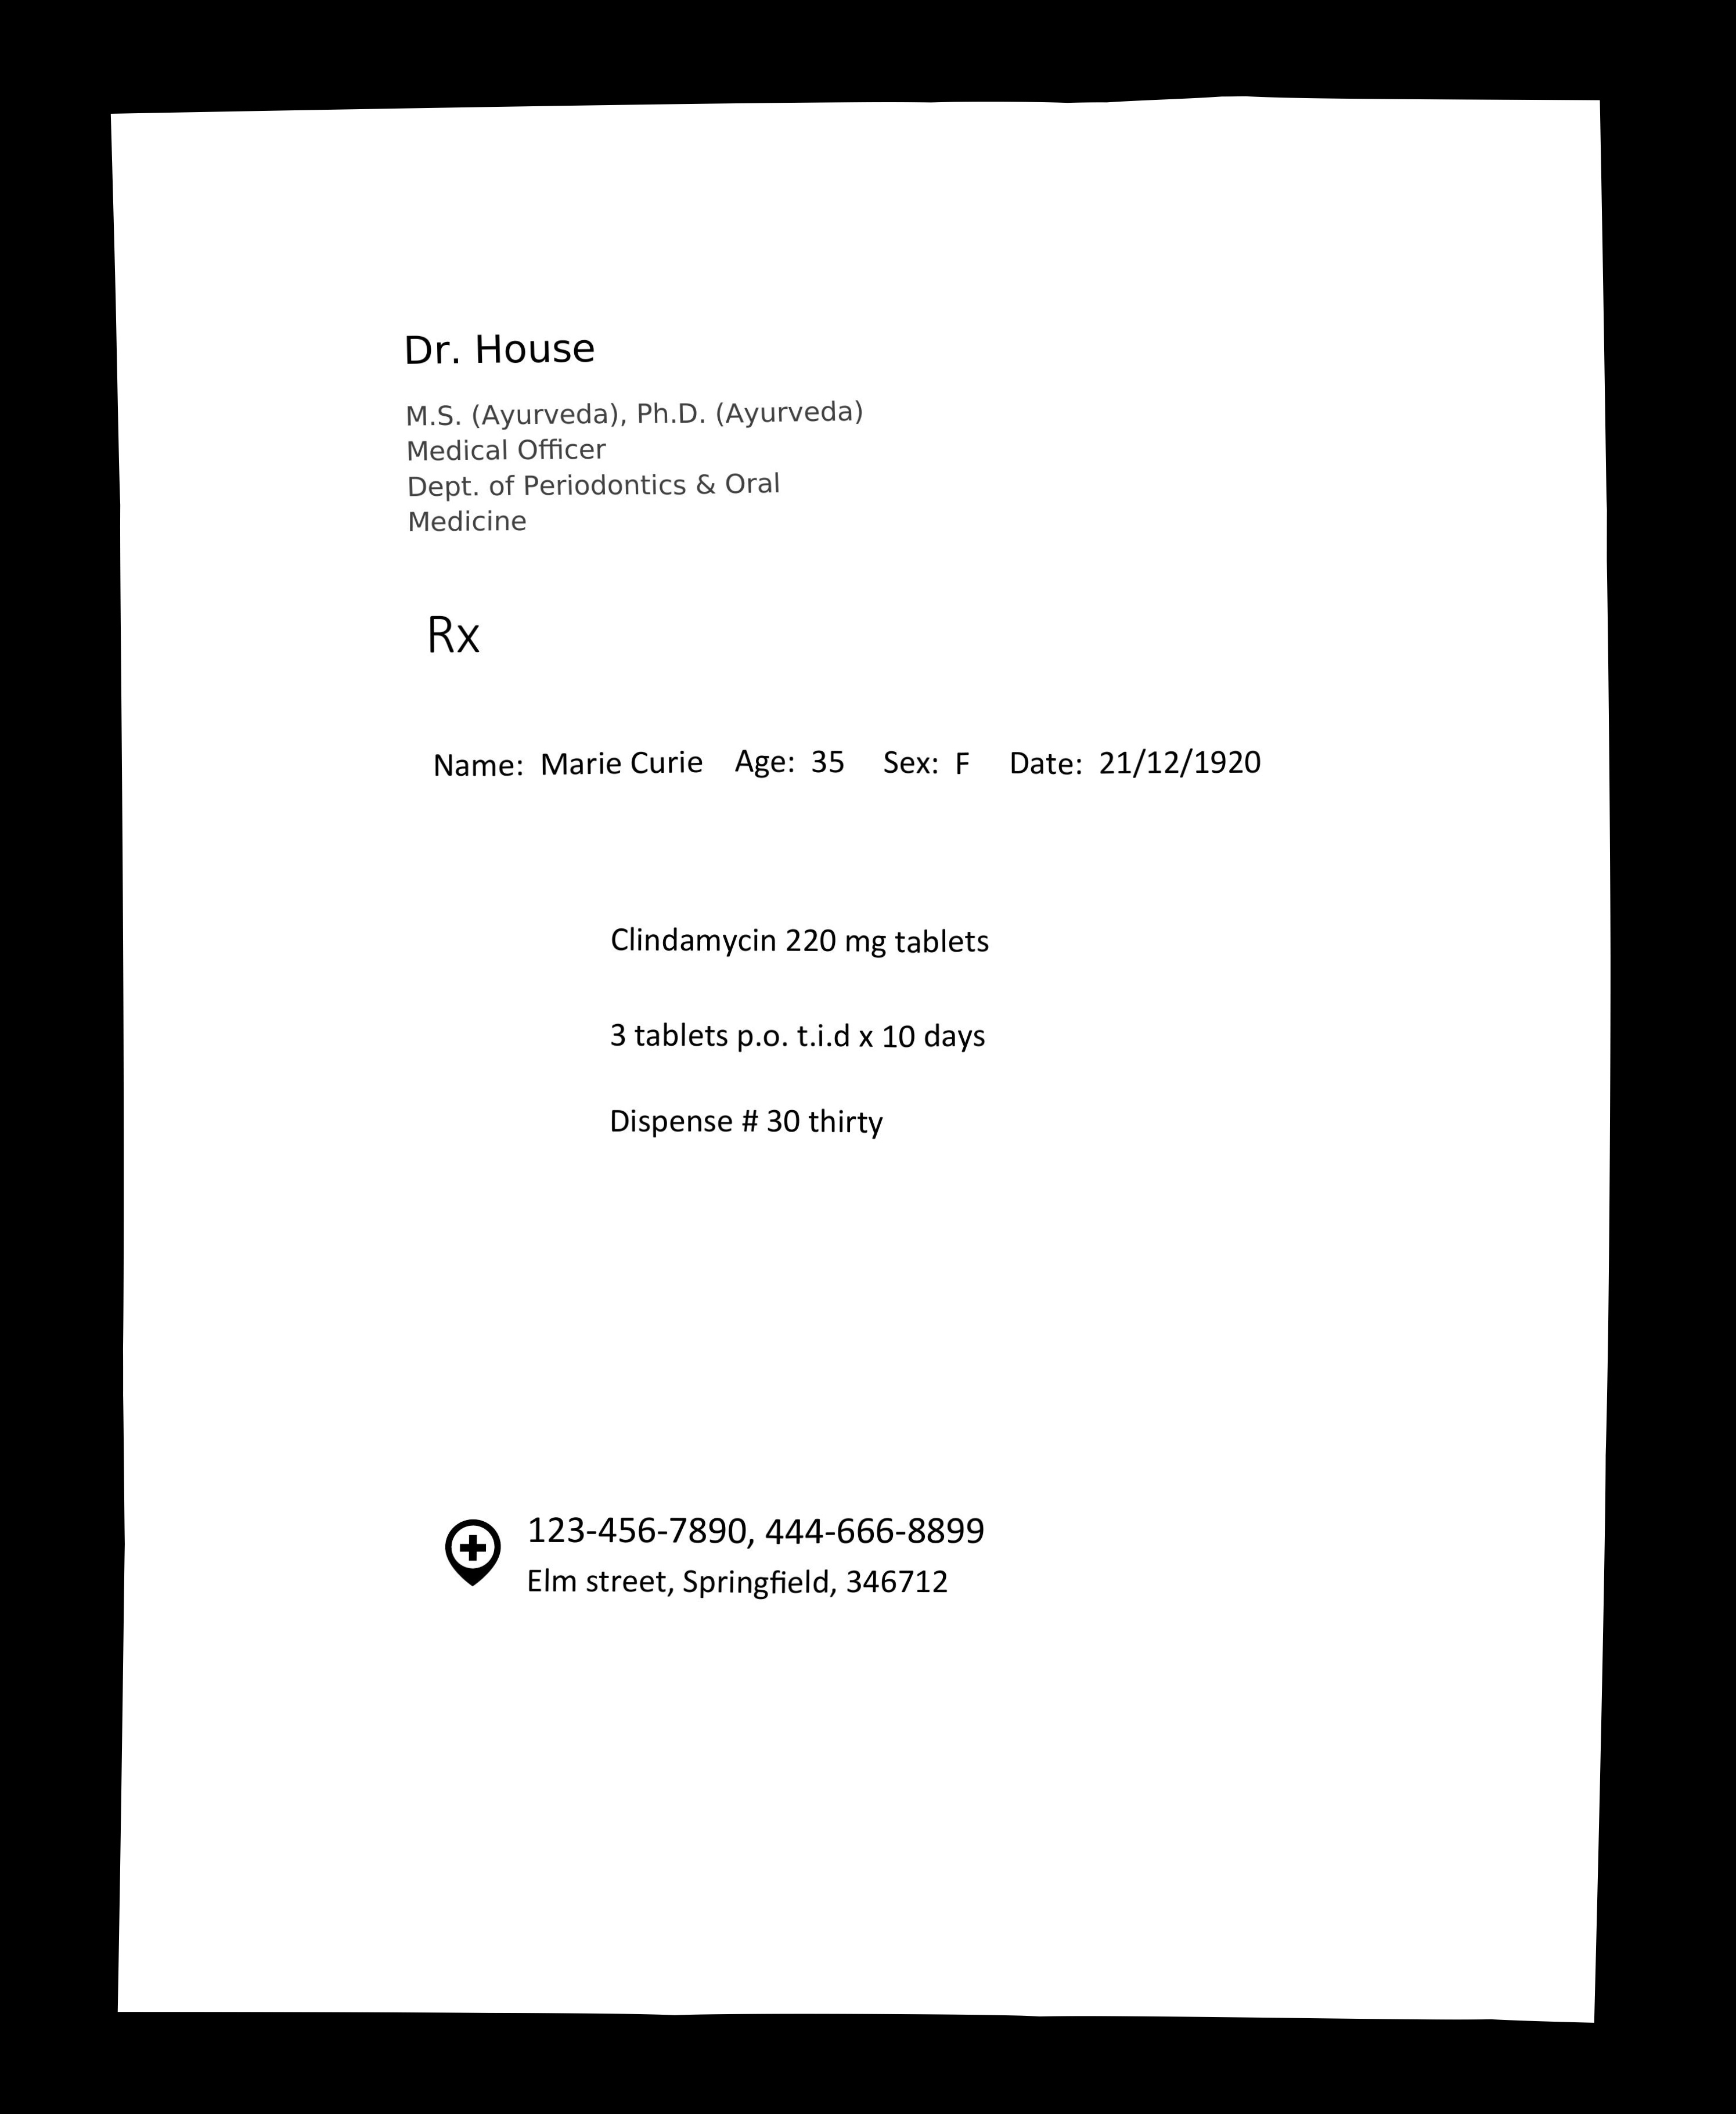 Dr. House
M.S. (Ayurveda), Ph.D. (Ayurveda)
Medical Officer
Dept. of Periodontics & Oral
Medicine
Rx
Name: Marie Curie Age: 35 Sex: F Date: 21/12/1920
Clindamycin 220 mg tablets
3 tablets p.o. t.i.d x 10 days
Dispense # 30 thirty
123-456-7890, 444-666-8899
Elm street, Springfield, 346712